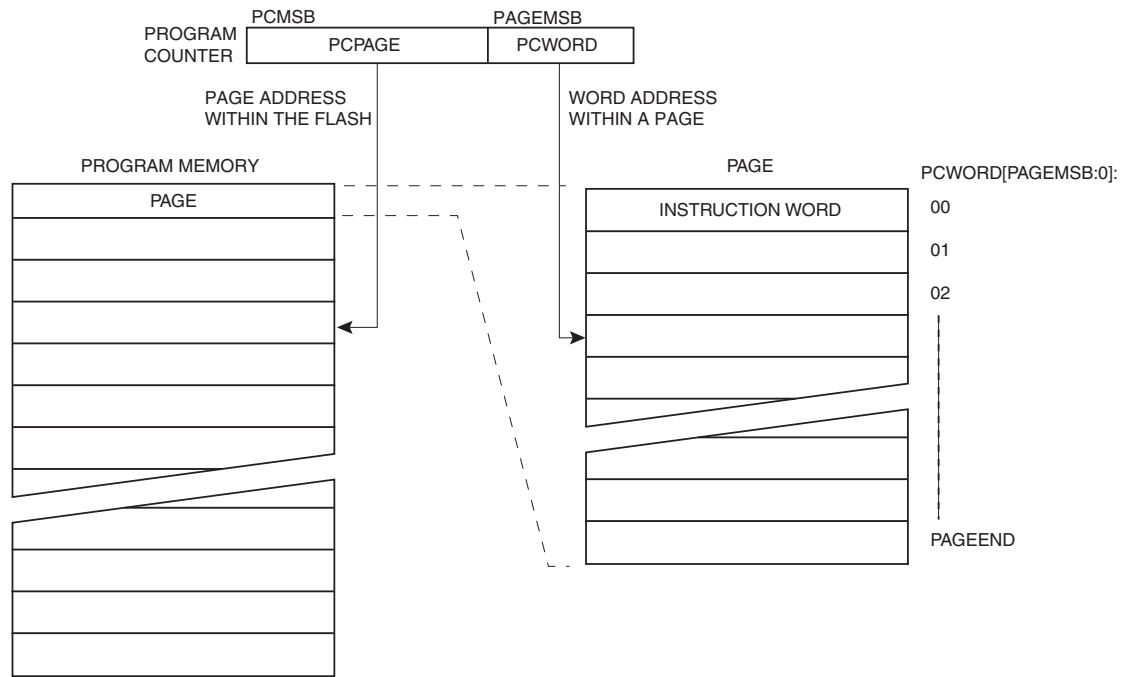 PCMSB
PAGEMSB
PROGRAM
COUNTER
PCPAGE
PCWORD
PAGE ADDRESS
WITHIN THE FLASH
WORD ADDRESS
WITHIN A PAGE
PROGRAM MEMORY
PAGE
PAGE
PCWORD[PAGEMSB:0]:
INSTRUCTION WORD
00
01
02
PAGEEND